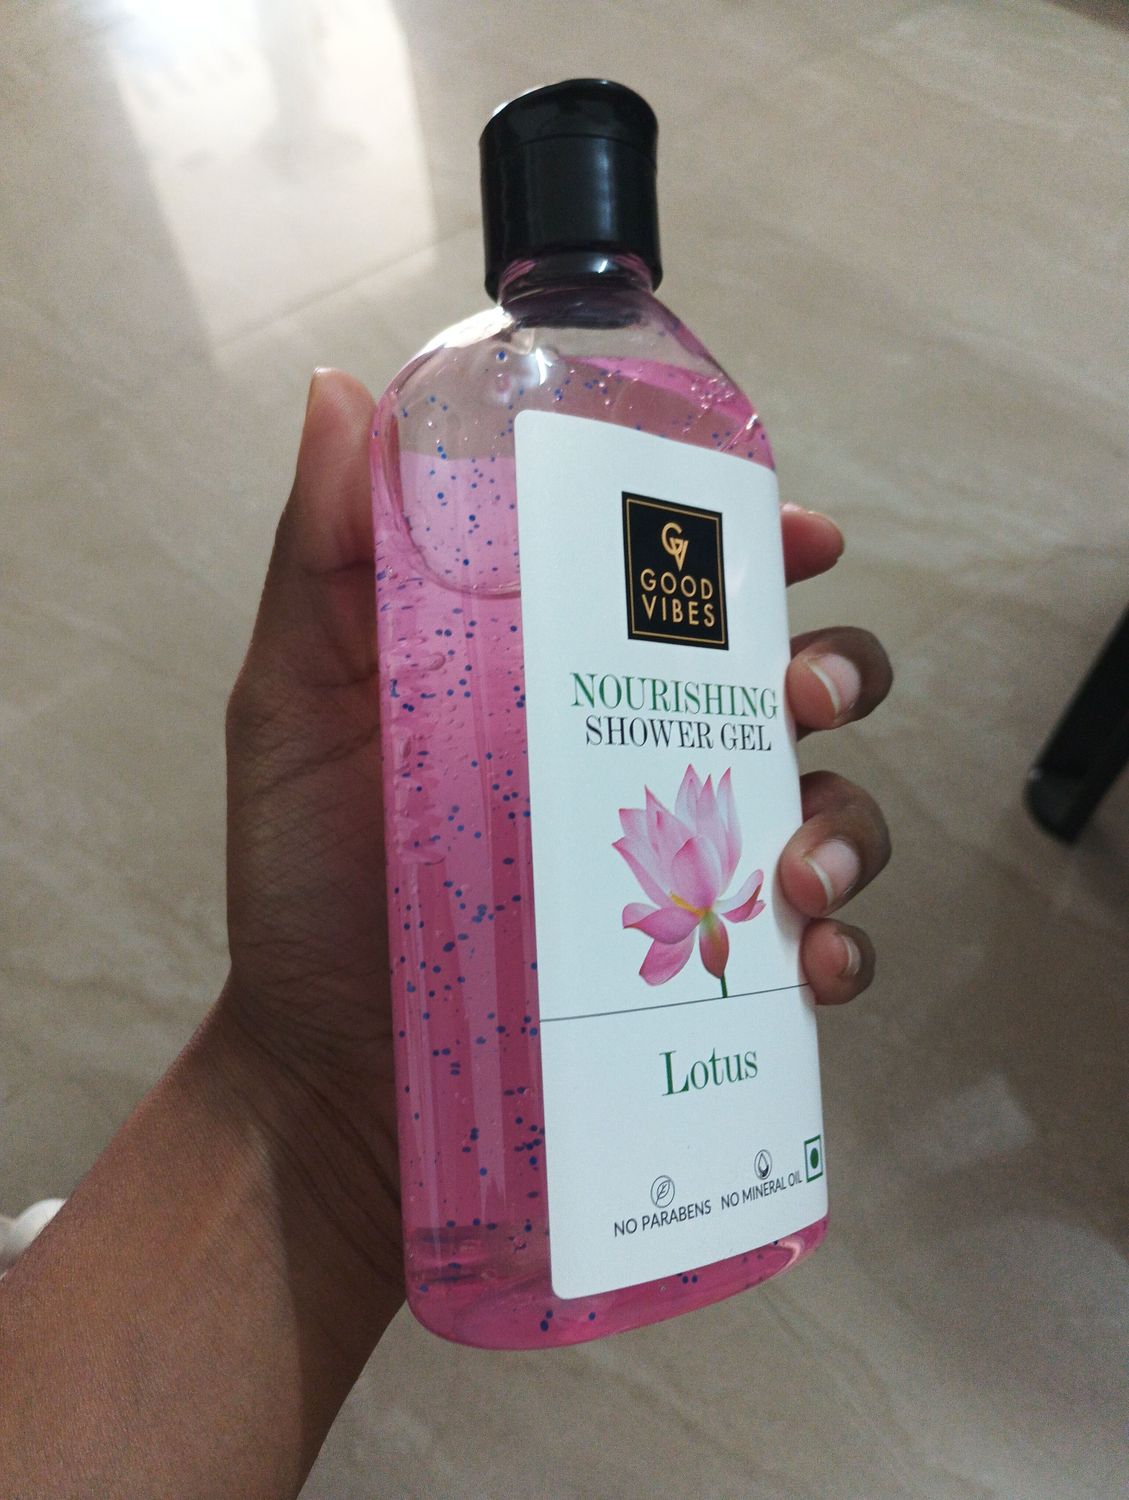 GV
GOOD
VIBES
NOURISHING
SHOWER GEL
Lotus
NO PARABENS
NO MINERAL OIL